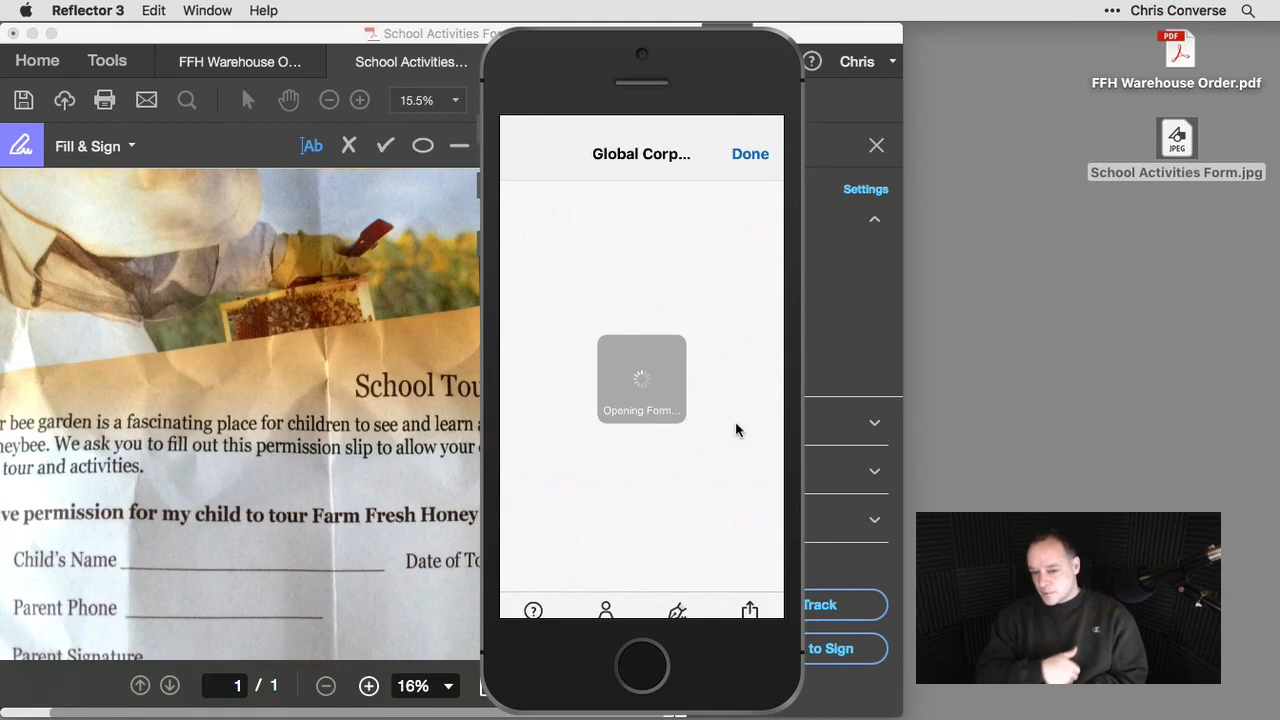 Reflector 3 Edit Window Help
Chris Converse
School Activities Fo
Home Tools FFH Warehouse O... School Activities... Chris
15.5%
Fill & Sign
Ab
Settings
School Tou
r bee garden is a fascinating place for children to see and learn
neybee. We ask you to fill out this permission slip to allow your
tour and activities.
ve permission for my child to tour Farm Fresh Honey
Child's Name Date of To
Parent Phone
Parent Signature
1 / 1 16%
Track
to Sign
Global Corp... Done
Opening Form...
PDF
FFH Warehouse Order.pdf
JPEG
School Activities Form.jpg